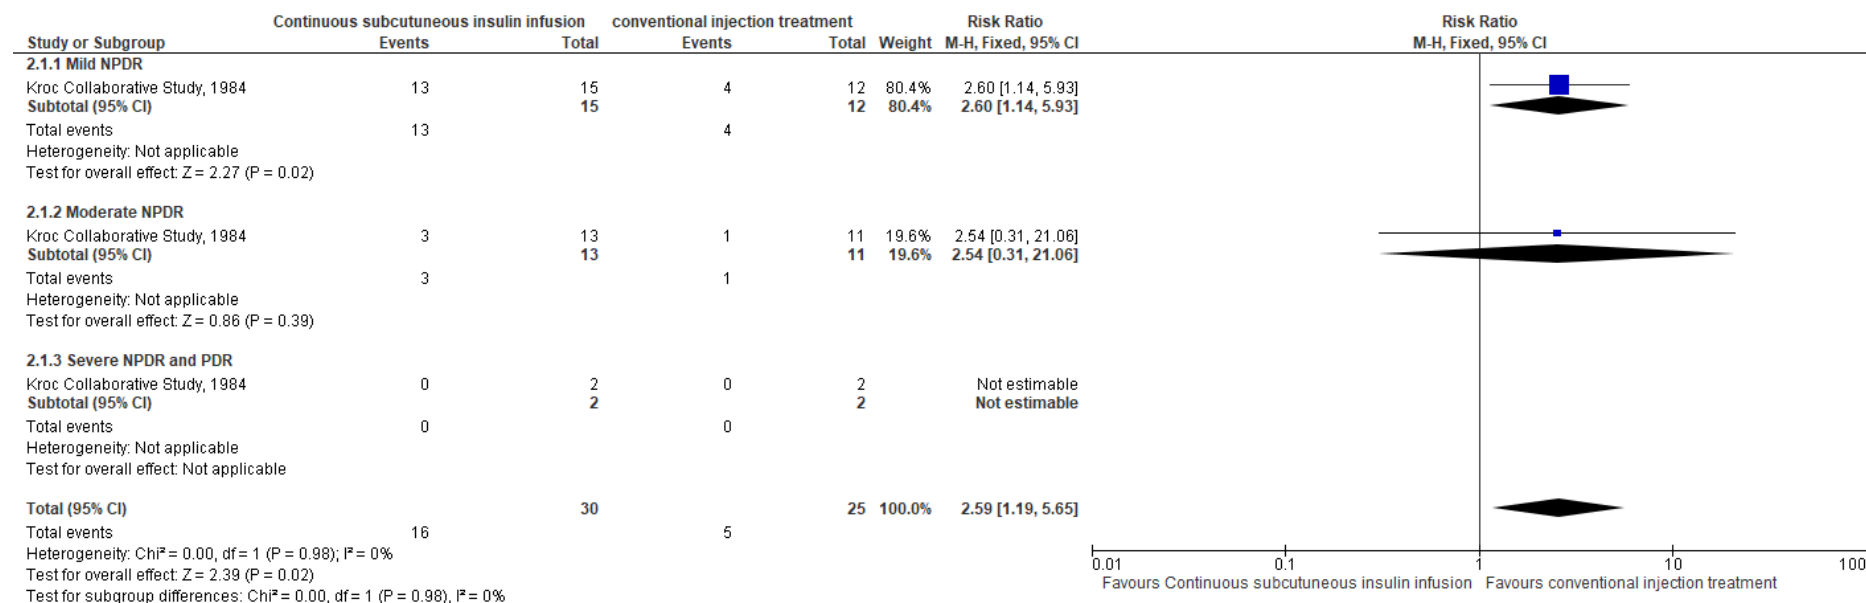 Continuous subcutuneous insulin infusion conventional injection treatment Risk Ratio Risk Ratio
Study or Subgroup Events Total Events Total Weight M-H, Fixed, 95% CI M-H, Fixed, 95% CI
2.1.1 Mild NPDR
Kroc Collaborative Study, 1984 13 15 4 12 80.4% 2.60 [1.14, 5.93]
Subtotal (95% CI) 15 12 80.4% 2.60 [1.14, 5.93]
Total events 13 4
Heterogeneity: Not applicable
Test for overall effect: Z = 2.27 (P = 0.02)
2.1.2 Moderate NPDR
Kroc Collaborative Study, 1984 3 13 1 11 19.6% 2.54 [0.31, 21.06]
Subtotal (95% CI) 13 11 19.6% 2.54 [0.31, 21.06]
Total events 3 1
Heterogeneity: Not applicable
Test for overall effect: Z = 0.86 (P = 0.39)
2.1.3 Severe NPDR and PDR
Kroc Collaborative Study, 1984 0 2 0 2 Not estimable
Subtotal (95% CI) 2 2 Not estimable
Total events 0 0
Heterogeneity: Not applicable
Test for overall effect: Not applicable
Total (95% CI) 30 25 100.0% 2.59 [1.19, 5.65]
Total events 16 5
Heterogeneity: Chi² = 0.00, df = 1 (P = 0.98); I² = 0%
Test for overall effect: Z = 2.39 (P = 0.02)
Test for subgroup differences: Chi² = 0.00, df = 1 (P = 0.98), I² = 0%
0.01 0.1 1 10 100
Favours Continuous subcutuneous insulin infusion Favours conventional injection treatment